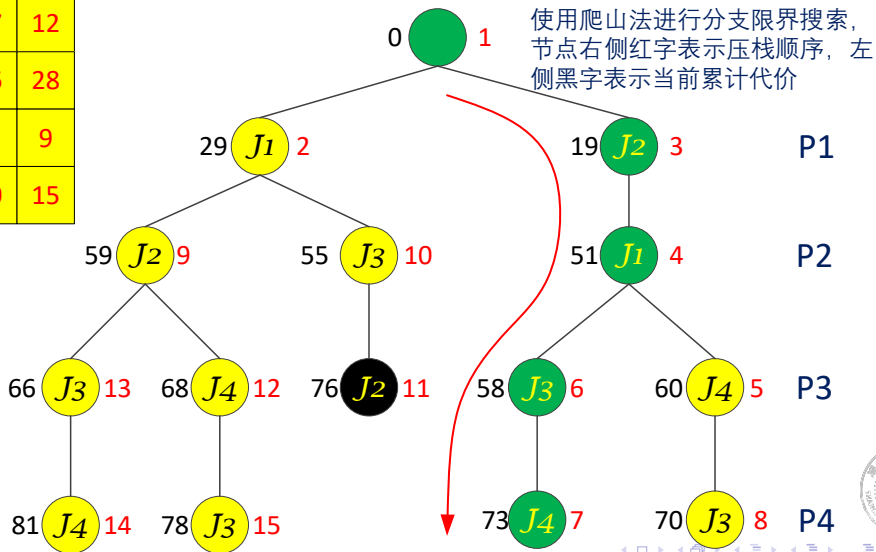 12
28
9
15
使用爬山法进行分支限界搜索,
节点右侧红字表示压栈顺序, 左
侧黑字表示当前累计代价
0 1
29 J1 2 19 J2 3 P1
59 J2 9 55 J3 10 51 J1 4 P2
66 J3 13 68 J4 12 76 J2 11 58 J3 6 60 J4 5 P3
81 J4 14 78 J3 15 73 J4 7 70 J3 8 P4